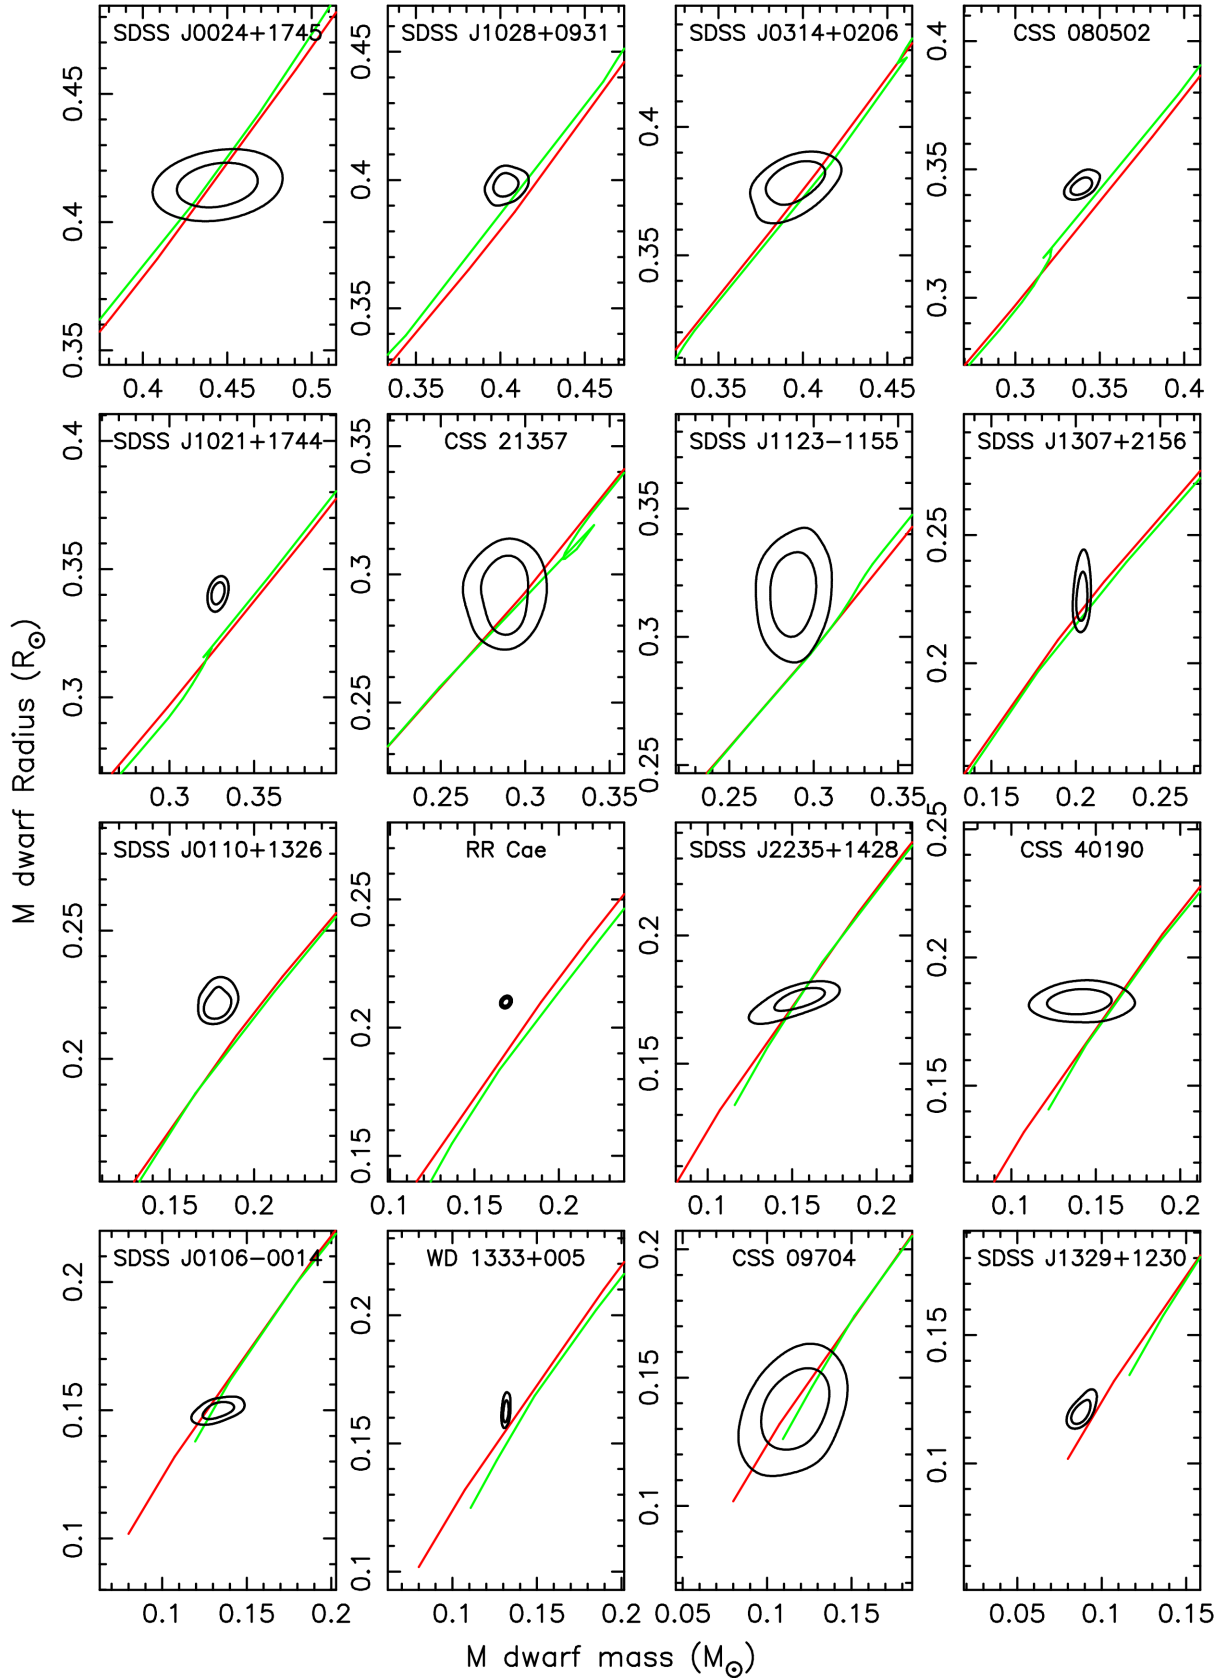 SDSS J0024+1745
SDSS J1028+0931
SDSS J0314+0206
CSS 080502
0.35 0.4 0.45
0.35 0.4 0.45
0.35 0.4
0.3 0.35 0.4
0.4 0.45 0.5
0.35 0.4 0.45
0.35 0.4 0.45
0.3 0.35 0.4
SDSS J1021+1744
CSS 21357
SDSS J1123−1155
SDSS J1307+2156
0.3 0.35 0.4
0.25 0.3 0.35
0.25 0.3 0.35
0.2 0.25
0.3 0.35
0.25 0.3 0.35
0.25 0.3 0.35
0.15 0.2 0.25
M dwarf Radius (R⊙)
SDSS J0110+1326
RR Cae
SDSS J2235+1428
CSS 40190
0.2 0.25
0.15 0.2 0.25
0.15 0.2
0.15 0.2 0.25
0.15 0.2
0.1 0.15 0.2
0.1 0.15 0.2
0.1 0.15 0.2
SDSS J0106−0014
WD 1333+005
CSS 09704
SDSS J1329+1230
0.1 0.15 0.2
0.1 0.15 0.2
0.1 0.15 0.2
0.1 0.15
0.1 0.15 0.2
0.1 0.15 0.2
0.05 0.1 0.15
0.05 0.1 0.15
M dwarf mass (M⊙)